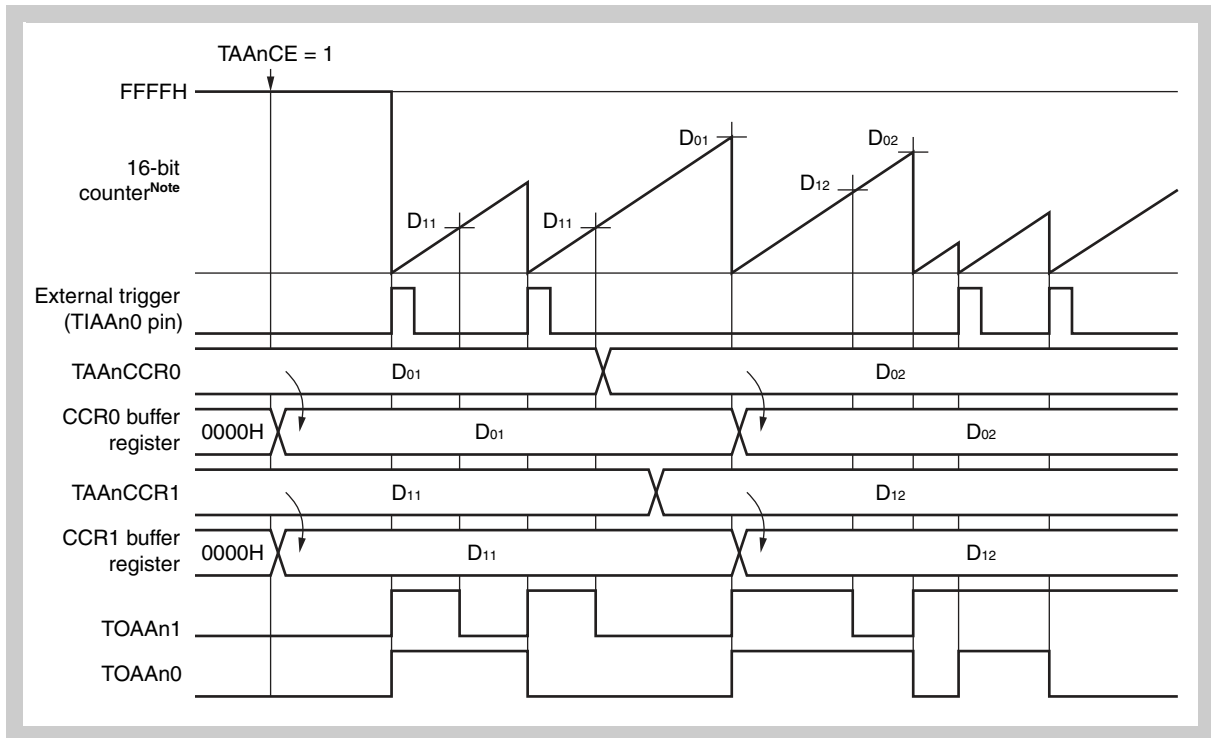 TAAnCE = 1
FFFFH
16-bit
counterNote
D01
D02
D12
D11
D11
External trigger
(TIAAn0 pin)
TAAnCCR0
D01
D02
CCR0 buffer
register
0000H
D01
D02
TAAnCCR1
D11
D12
CCR1 buffer
register
0000H
D11
D12
TOAAn1
TOAAn0